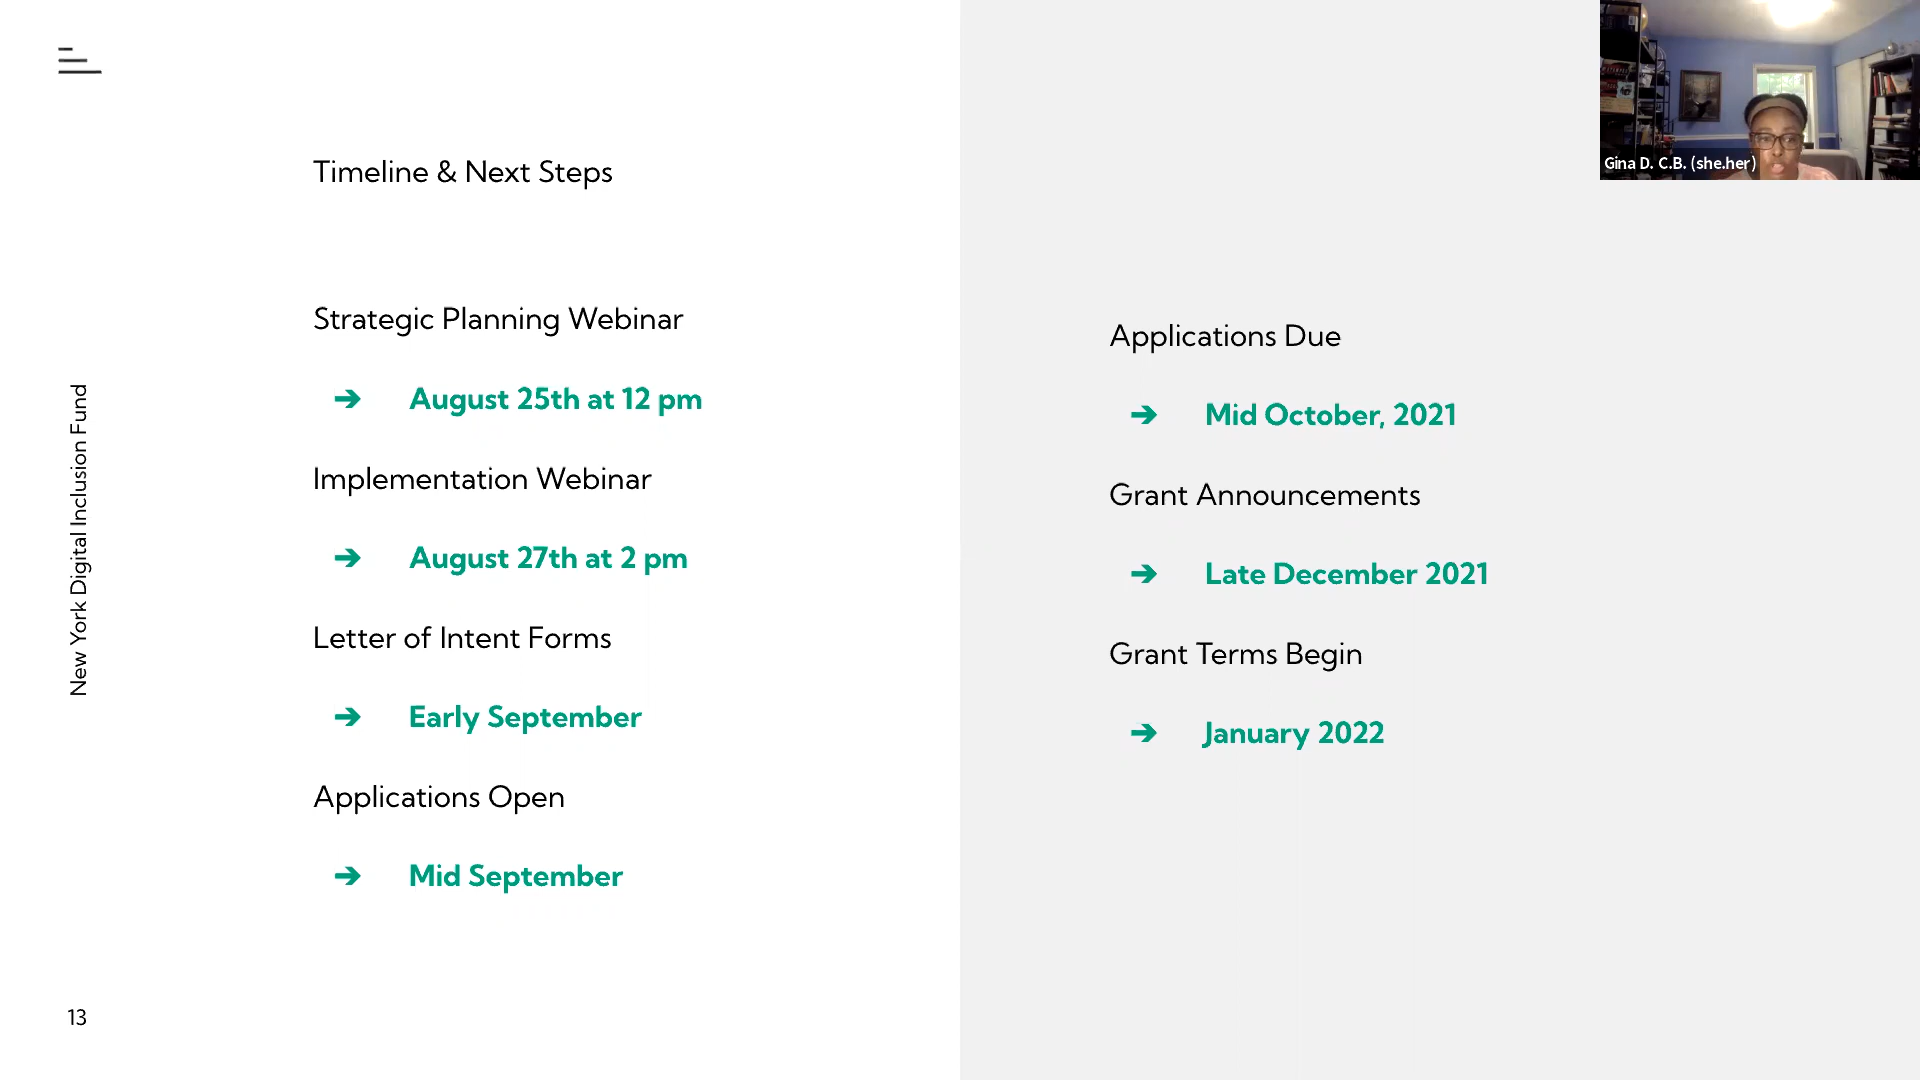 Timeline & Next Steps
Strategic Planning Webinar
➔ August 25th at 12 pm
Implementation Webinar
➔ August 27th at 2 pm
Letter of Intent Forms
➔ Early September
Applications Open
➔ Mid September
Applications Due
➔ Mid October, 2021
Grant Announcements
➔ Late December 2021
Grant Terms Begin
➔ January 2022
New York Digital Inclusion Fund
13
Gina D. C.B. (she.her)